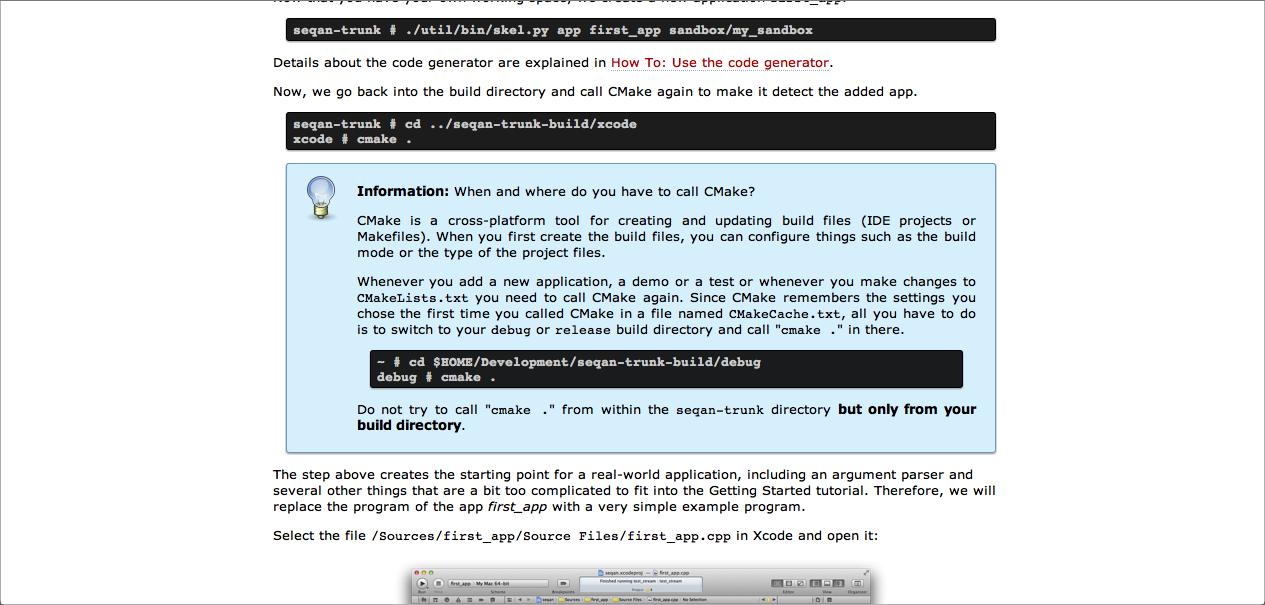 Now that you have your own working space, we create a new application first_app.
seqan-trunk # ./util/bin/skel.py app first_app sandbox/my_sandbox
Details about the code generator are explained in How To: Use the code generator.
Now, we go back into the build directory and call CMake again to make it detect the added app.
seqan-trunk # cd ../seqan-trunk-build/xcode
xcode # cmake .
Information: When and where do you have to call CMake?
CMake is a cross-platform tool for creating and updating build files (IDE projects or
Makefiles). When you first create the build files, you can configure things such as the build
mode or the type of the project files.
Whenever you add a new application, a demo or a test or whenever you make changes to
CMakeLists.txt you need to call CMake again. Since CMake remembers the settings you
chose the first time you called CMake in a file named CMakeCache.txt, all you have to do
is to switch to your debug or release build directory and call "cmake ." in there.
~ # cd $HOME/Development/seqan-trunk-build/debug
debug # cmake .
Do not try to call "cmake ." from within the seqan-trunk directory but only from your
build directory.
The step above creates the starting point for a real-world application, including an argument parser and
several other things that are a bit too complicated to fit into the Getting Started tutorial. Therefore, we will
replace the program of the app first_app with a very simple example program.
Select the file /Sources/first_app/Source Files/first_app.cpp in Xcode and open it:
seqan.xcodeproj — first_app.cpp
first_app My Mac 64-bit
Finished running test_stream : test_stream
Project
Run Scheme Breakpoints Editor View Organizer
seqan Sources first_app Source Files first_app.cpp No Selection